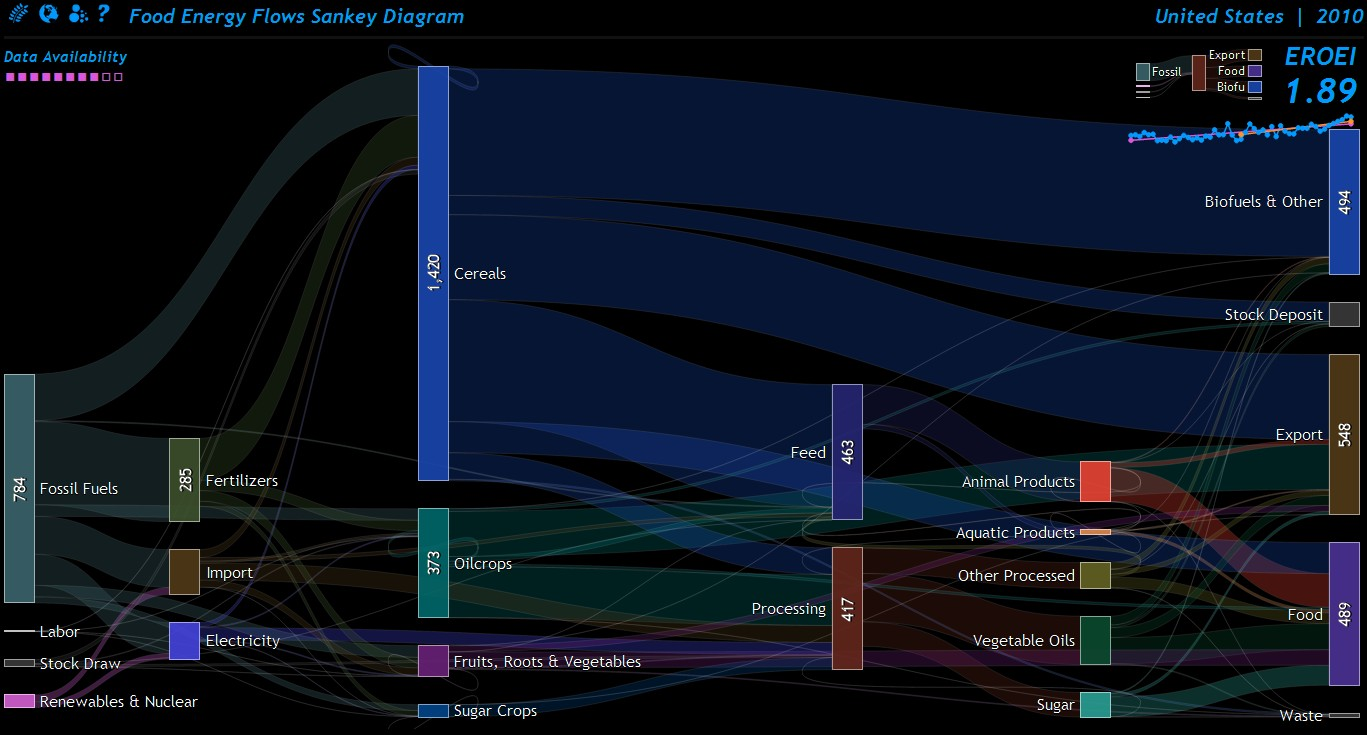 ? Food Energy Flows Sankey Diagram
United States | 2010
Data Availability
Fossil
Export
Food
Biofu
EROEI
1.89
784
Fossil Fuels
Labor
Stock Draw
Renewables & Nuclear
285
Fertilizers
Import
Electricity
1,420
Cereals
373
Oilcrops
Fruits, Roots & Vegetables
Sugar Crops
Feed
463
Processing
417
Animal Products
Aquatic Products
Other Processed
Vegetable Oils
Sugar
Biofuels & Other
494
Stock Deposit
Export
548
Food
489
Waste